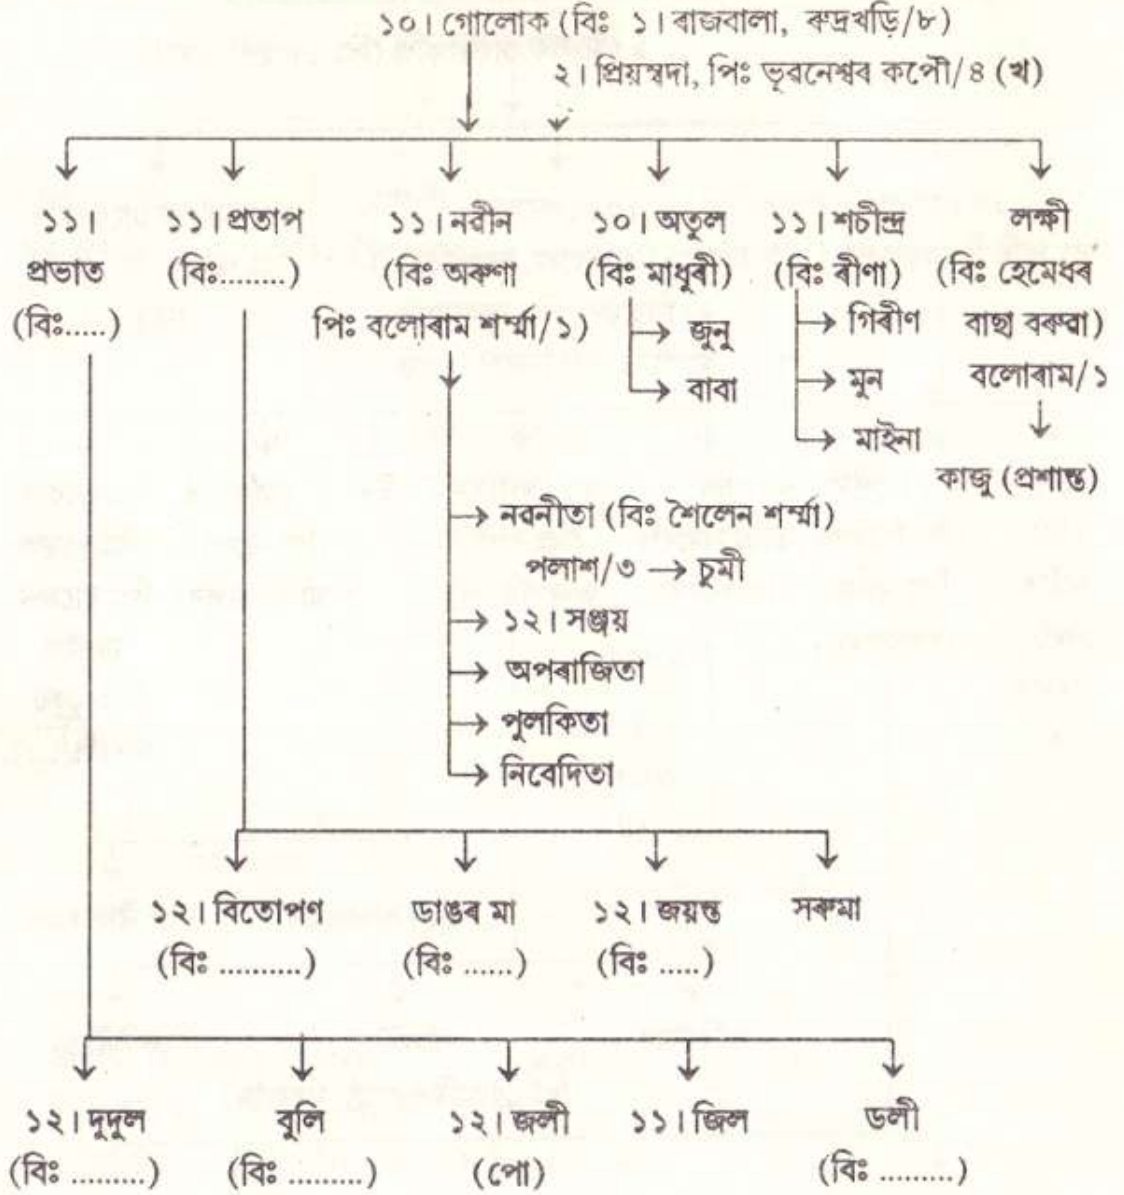 ১০। গোলোক (বিঃ ১। ৰাজবালা, ৰুদ্ৰখড়ি/৮)
২। প্ৰিয়ম্বদা, পিঃ ভূৱনেশ্বৰ কপৌ/৪ (খ)
১১। ১১। প্ৰতাপ ১১। নবীন ১০। অতুল ১১। শচীন্দ্ৰ লক্ষী
প্ৰভাত (বিঃ........) (বিঃ অৰুণা (বিঃ মাধুৰী) (বিঃ ৰীণা) (বিঃ হেমেধৰ
(বিঃ.....) পিঃ বলোৰাম শৰ্ম্মা/১) → জুনু → গিৰীণ বাছা বৰুৱা)
→ বাবা → মুন বলোৰাম/১
→ মাইনা
কাজু (প্ৰশান্ত)
→ নবনীতা (বিঃ শৈলেন শৰ্ম্মা)
পলাশ/৩ → চুমী
→ ১২। সঞ্জয়
→ অপৰাজিতা
→ পুলকিতা
→ নিবেদিতা
১২। বিতোপণ ডাঙৰ মা ১২। জয়ন্ত সৰুমা
(বিঃ ..........) (বিঃ ......) (বিঃ .....)
১২। দুদুল বুলি ১২। জলী ১১। জিল ডলী
(বিঃ .........) (বিঃ .........) (পো) (বিঃ .........)